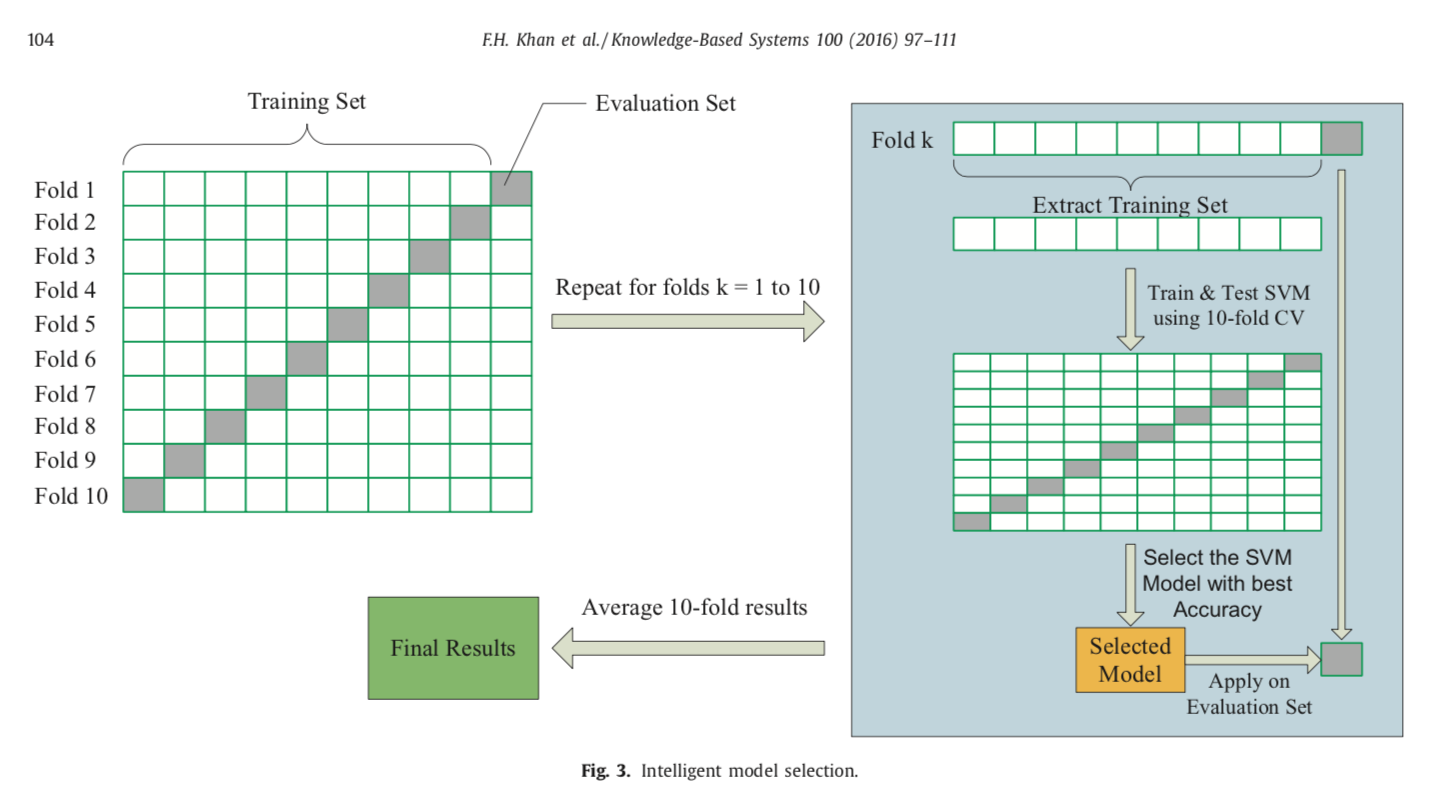 104
F.H. Khan et al. / Knowledge-Based Systems 100 (2016) 97–111
Training Set
Evaluation Set
Fold 1
Fold 2
Fold 3
Fold 4
Fold 5
Fold 6
Fold 7
Fold 8
Fold 9
Fold 10
Repeat for folds k = 1 to 10
Fold k
Extract Training Set
Train & Test SVM
using 10-fold CV
Select the SVM
Model with best
Accuracy
Selected
Model
Apply on
Evaluation Set
Average 10-fold results
Final Results
Fig. 3. Intelligent model selection.